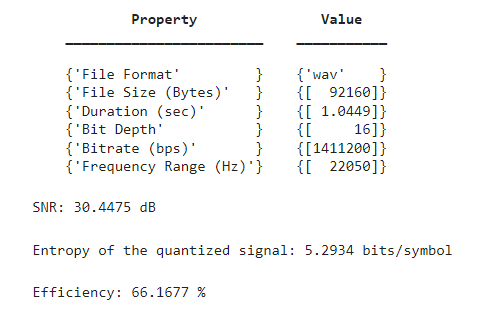 Property Value
{'File Format' } {'wav' }
{'File Size (Bytes)' } {[ 92160]}
{'Duration (sec)' } {[ 1.0449]}
{'Bit Depth' } {[ 16]}
{'Bitrate (bps)' } {[1411200]}
{'Frequency Range (Hz)'} {[ 22050]}
SNR: 30.4475 dB
Entropy of the quantized signal: 5.2934 bits/symbol
Efficiency: 66.1677 %